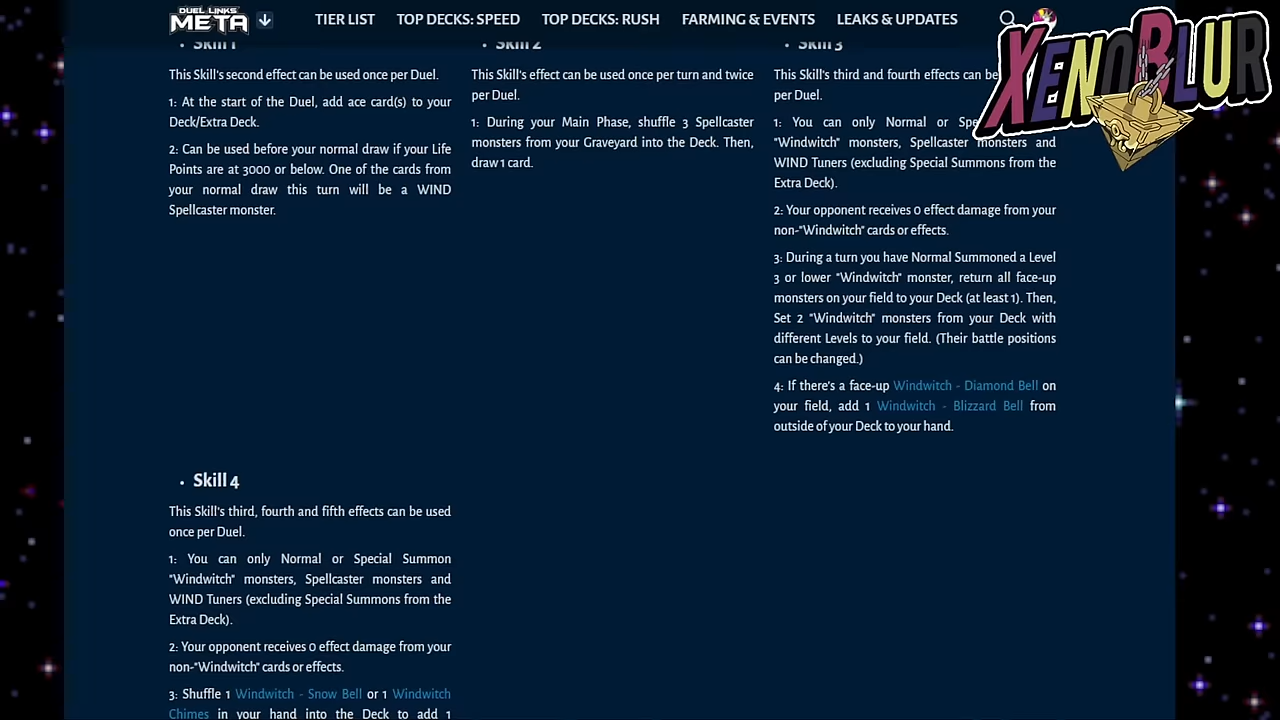 DUEL LINKS
META
TIER LIST
TOP DECKS: SPEED
TOP DECKS: RUSH
FARMING & EVENTS
LEAKS & UPDATES
XENOBLUR
• Skill 1
This Skill's second effect can be used once per Duel.
1: At the start of the Duel, add ace card(s) to your
Deck/Extra Deck.
2: Can be used before your normal draw if your Life
Points are at 3000 or below. One of the cards from
your normal draw this turn will be a WIND
Spellcaster monster.
• Skill 2
This Skill's effect can be used once per turn and twice
per Duel.
1: During your Main Phase, shuffle 3 Spellcaster
monsters from your Graveyard into the Deck. Then,
draw 1 card.
• Skill 3
This Skill's third and fourth effects can be
per Duel.
1: You can only Normal or
"Windwitch" monsters, Spellcaster monsters and
WIND Tuners (excluding Special Summons from the
Extra Deck).
2: Your opponent receives 0 effect damage from your
non-"Windwitch" cards or effects.
3: During a turn you have Normal Summoned a Level
3 or lower "Windwitch" monster, return all face-up
monsters on your field to your Deck (at least 1). Then,
Set 2 "Windwitch" monsters from your Deck with
different Levels to your field. (Their battle positions
can be changed.)
4: If there's a face-up Windwitch - Diamond Bell on
your field, add 1 Windwitch - Blizzard Bell from
outside of your Deck to your hand.
• Skill 4
This Skill's third, fourth and fifth effects can be used
once per Duel.
1: You can only Normal or Special Summon
"Windwitch" monsters, Spellcaster monsters and
WIND Tuners (excluding Special Summons from the
Extra Deck).
2: Your opponent receives 0 effect damage from your
non-"Windwitch" cards or effects.
3: Shuffle 1 Windwitch - Snow Bell or 1 Windwitch
Chimes in your hand into the Deck to add 1